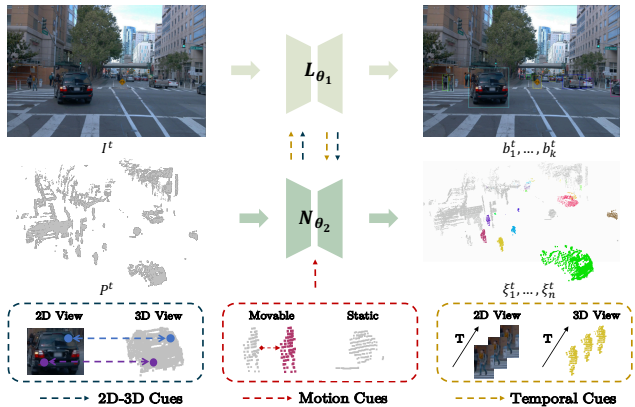 L_θ₁
I^t
b_1^t, ..., b_k^t
N_θ₂
P^t
ξ_1^t, ..., ξ_n^t
2D View 3D View
Movable Static
2D View 3D View
T T
2D-3D Cues
Motion Cues
Temporal Cues